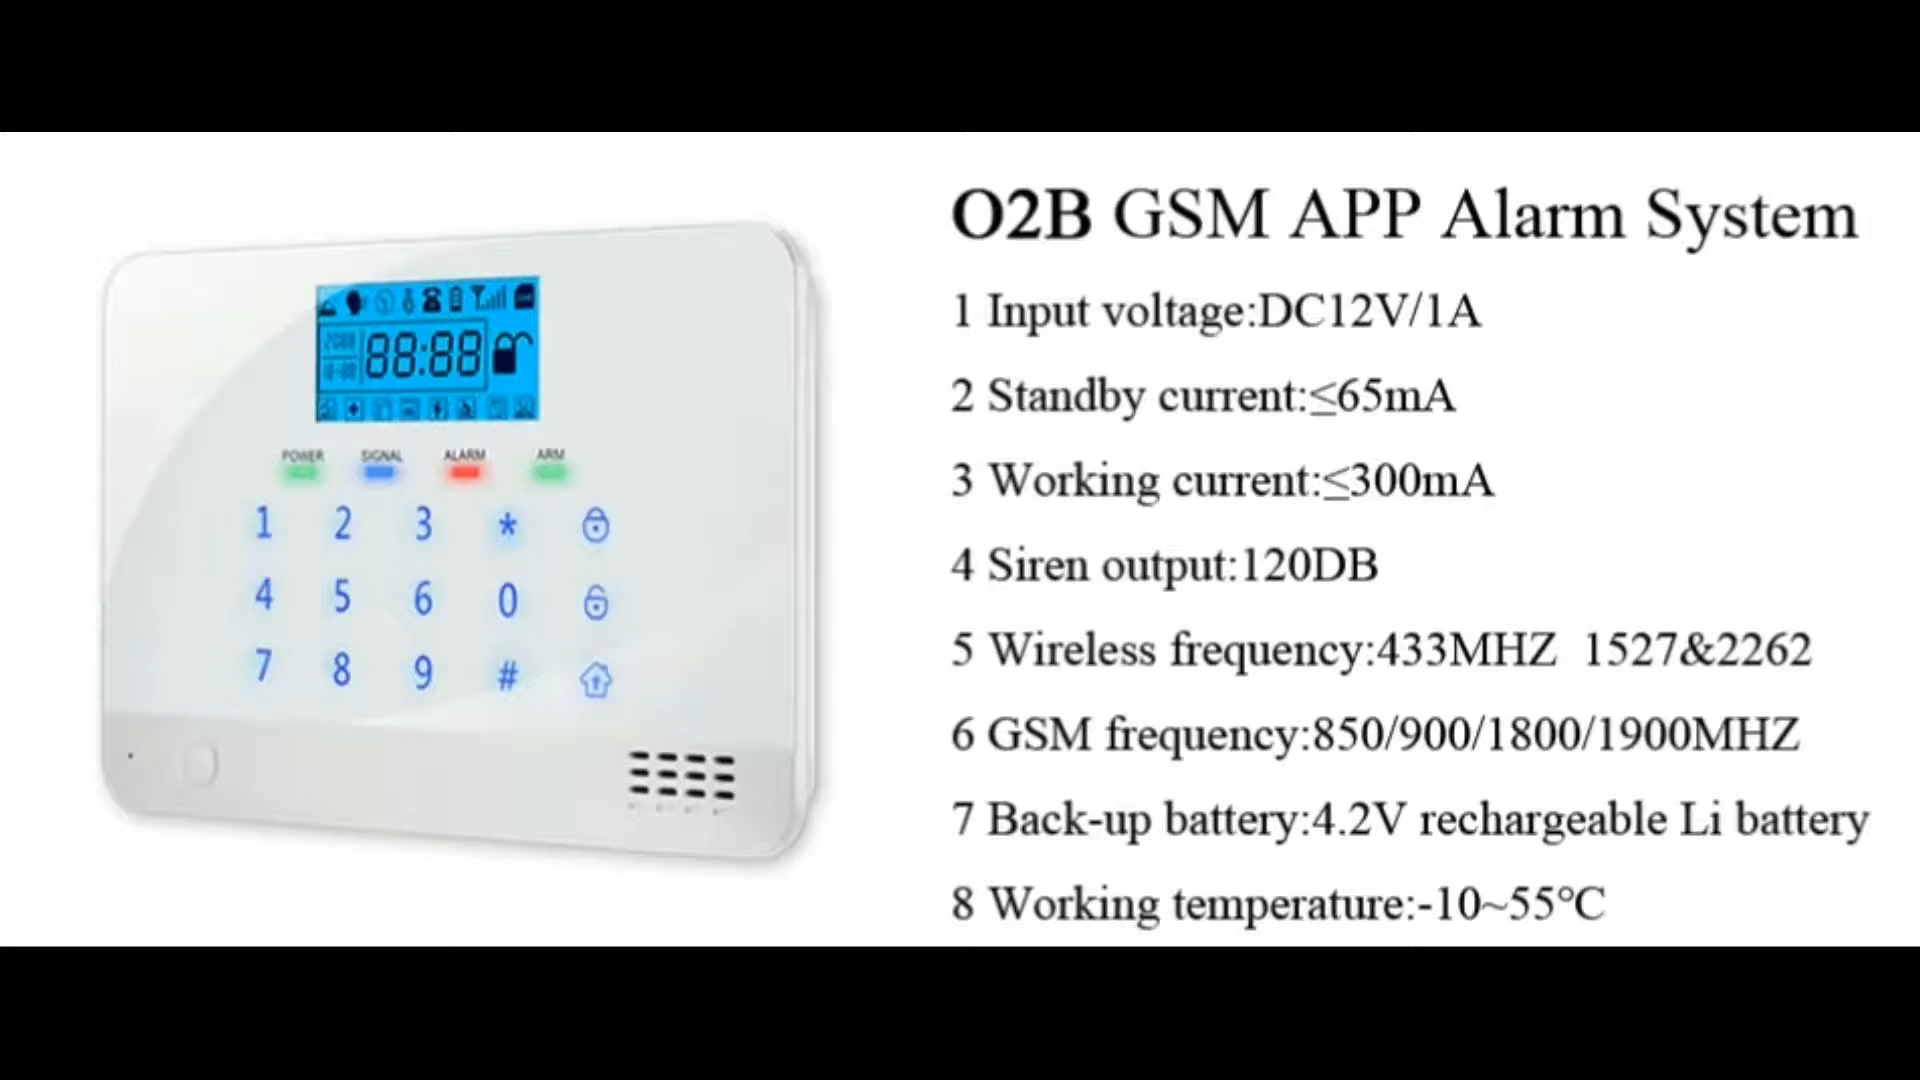 O2B GSM APP Alarm System
1 Input voltage:DC12V/1A
2 Standby current:≤65mA
3 Working current:≤300mA
4 Siren output:120DB
5 Wireless frequency:433MHZ 1527&2262
6 GSM frequency:850/900/1800/1900MHZ
7 Back-up battery:4.2V rechargeable Li battery
8 Working temperature:-10~55℃
88:88
POWER SIGNAL ALARM ARM
1 2 3 *
4 5 6 0
7 8 9 #